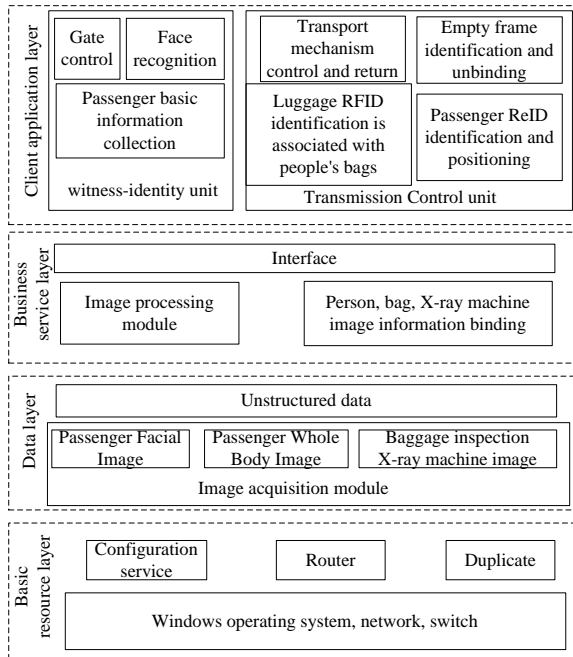 Client application layer
Gate
control
Face
recognition
Passenger basic
information
collection
witness-identity unit
Transport
mechanism
control and return
Empty frame
identification and
unbinding
Luggage RFID
identification is
associated with
people's bags
Passenger ReID
identification and
positioning
Transmission Control unit
Business
service layer
Interface
Image processing
module
Person, bag, X-ray machine
image information binding
Data layer
Unstructured data
Passenger Facial
Image
Passenger Whole
Body Image
Baggage inspection
X-ray machine image
Image acquisition module
Basic
resource layer
Configuration
service
Router
Duplicate
Windows operating system, network, switch